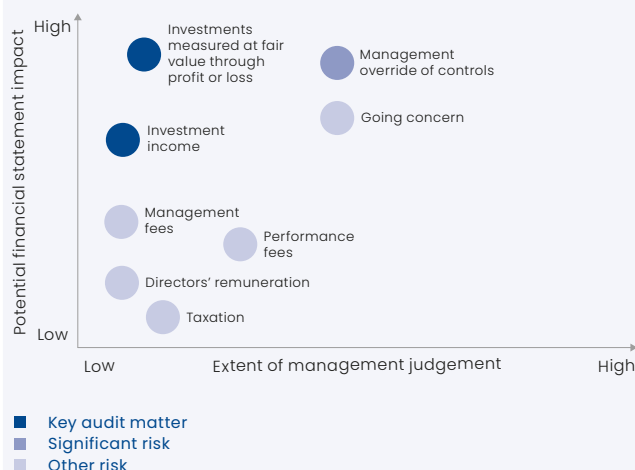 High
Potential financial statement impact
Investments
measured at fair
value through
profit or loss
Management
override of controls
Going concern
Investment
income
Management
fees
Performance
fees
Directors’ remuneration
Taxation
Low
Low
Extent of management judgement
High
Key audit matter
Significant risk
Other risk